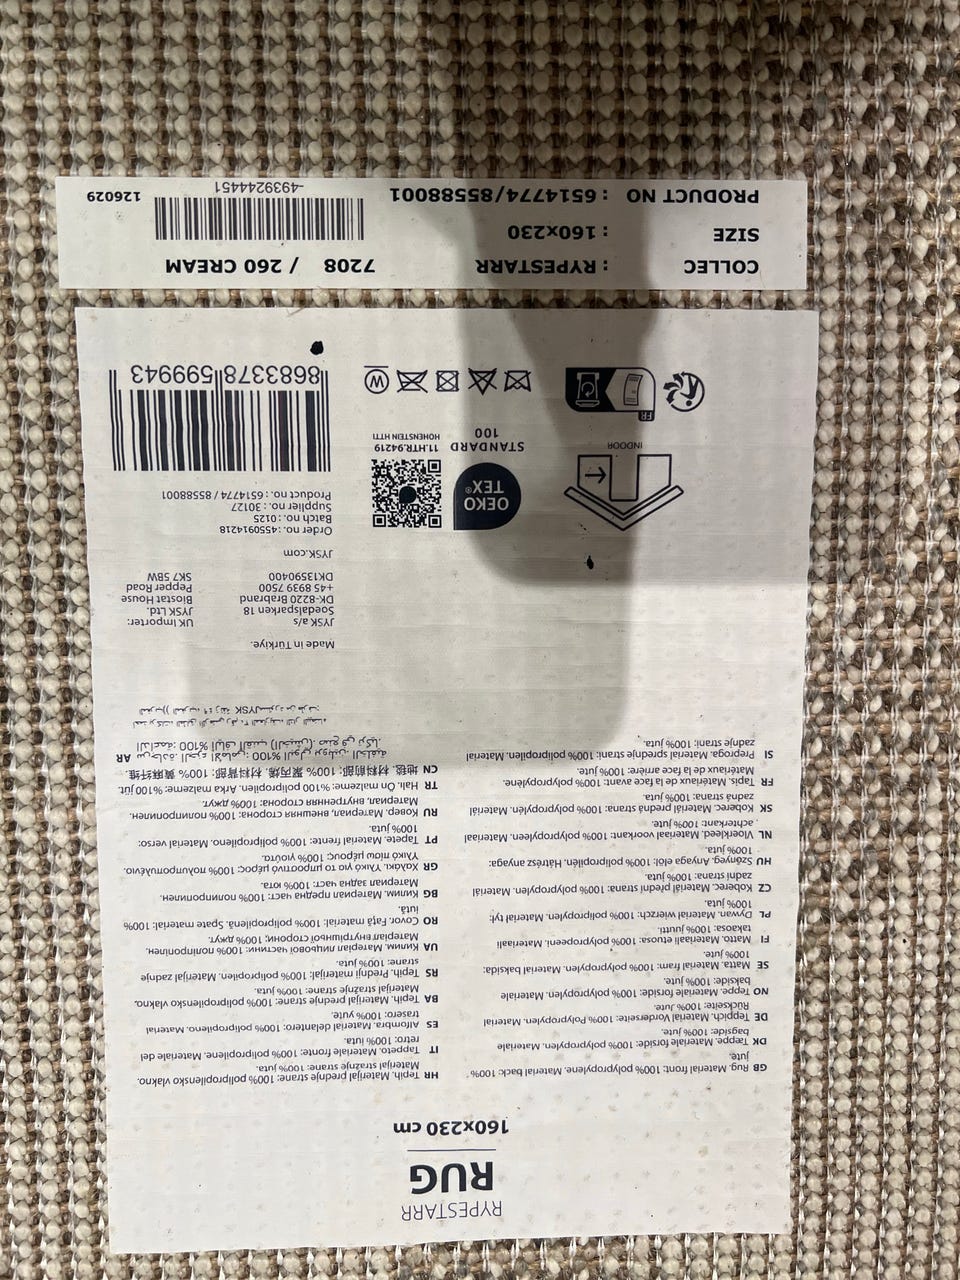 RYPESTARR
RUG
160x230 cm
GB Rug. Material front: 100% polypropylene. Material back: 100%
jute.
DK Tæppe. Materiale forside: 100% polypropylen. Materiale
bagside: 100% jute.
DE Teppich. Material Vorderseite: 100% Polypropylen. Material
Rückseite: 100% Jute.
NO Teppe. Materiale forside: 100% polypropylen. Materiale
bakside: 100% jute.
SE Matta. Material fram: 100% polypropylen. Material baksida:
100% jute.
FI Matto. Materiaali etuosa: 100% polypropeeni. Materiaali
takaosa: 100% juutti.
PL Dywan. Materiał wierzch: 100% polypropylen. Materiał tył:
100% juta.
CZ Koberec. Materiál přední strana: 100% polypropylen. Materiál
zadní strana: 100% juta.
HU Szőnyeg. Anyaga elöl: 100% polipropilén. Hátrész anyaga:
100% juta.
NL Vloerkleed. Materiaal voorkant: 100% polypropyleen. Materiaal
achterkant: 100% jute.
SK Koberec. Materiál predná strana: 100% polypropylén. Materiál
zadná strana: 100% juta.
FR Tapis. Matériaux de la face avant: 100% polypropylène.
Matériaux de la face arrière: 100% jute.
SI Preproga. Material sprednje strani: 100% polipropilen. Material
zadnje strani: 100% juta.
HR Tepih. Materijal prednje strane: 100% polipropilensko vlakno.
Materijal stražnje strane: 100% juta.
IT Tappeto. Materiale fronte: 100% polipropilene. Materiale del
retro: 100% juta.
ES Alfombra. Material delantero: 100% polipropileno. Material
trasero: 100% yute.
BA Tepih. Materijal prednje strane: 100% polipropilensko vlakno.
Materijal stražnje strane: 100% juta.
RS Tepih. Prednji materijal: 100% polipropilen. Materijal zadnje
strane: 100% juta.
UA Килим. Матеріал лицьової частини: 100% поліпропілен.
Матеріал внутрішньої сторони: 100% джут.
RO Covor. Față material: 100% polipropilenă. Spate material: 100%
iută.
BG Килим. Материал предна част: 100% полипропилен.
Материал задна част: 100% юта.
GR Χαλάκι. Υλικό για το μπροστινό μέρος: 100% πολυπροπυλένιο.
Υλικό πίσω μέρους: 100% γιούτα.
PT Tapete. Material frente: 100% polipropileno. Material verso:
100% juta.
RU Ковер. Материал, внешняя сторона: 100% полипропилен.
Материал, внутренняя сторона: 100% джут.
TR Halı. Ön malzeme: %100 polipropilen. Arka malzeme: %100 jüt.
CN 地毯. 材料前部: 100% 聚丙烯. 材料背部: 100% 黄麻纤维.
AR
Made in Türkiye.
JYSK a/s
Soedalsparken 18
DK-8220 Brabrand
+45 8939 7500
DK13590400
UK Importer:
JYSK Ltd.
Biostat House
Pepper Road
SK7 5BW
JYSK.com
Order no.: 4550914218
Batch no.: 0125
Supplier no.: 30127
Product no.: 6514774 / 85588001
INDOOR
OEKO
TEX®
STANDARD
100
11.HTR.94219
HOHENSTEIN HTTI
FR
W
8683378599943
COLLEC : RYPESTARR 7208 / 260 CREAM
SIZE : 160x230
PRODUCT NO : 6514774/85588001
-4939244451
126029